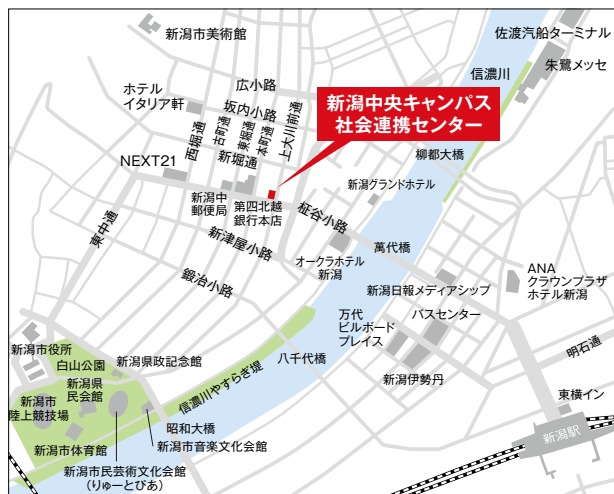 新潟市美術館
佐渡汽船ターミナル
朱鷺メッセ
信濃川
広小路
ホテル
イタリア軒
坂内小路
新潟中央キャンパス
社会連携センター
西堀通
古町通
東堀通
本町通
上大川前通
新堀通
柳都大橋
NEXT21
新潟グランドホテル
新潟中
郵便局
第四北越
銀行本店
柾谷小路
東中通
新津屋小路
萬代橋
オークラホテル
新潟
鍛冶小路
新潟日報メディアシップ
ANA
クラウンプラザ
ホテル新潟
万代
ビルボード
プレイス
バスセンター
明石通
新潟市役所
白山公園
新潟県政記念館
八千代橋
新潟伊勢丹
新潟県
民会館
信濃川やすらぎ堤
新潟市
陸上競技場
東横イン
昭和大橋
新潟駅
新潟市体育館
新潟市音楽文化会館
新潟市民芸術文化会館
(りゅーとぴあ)